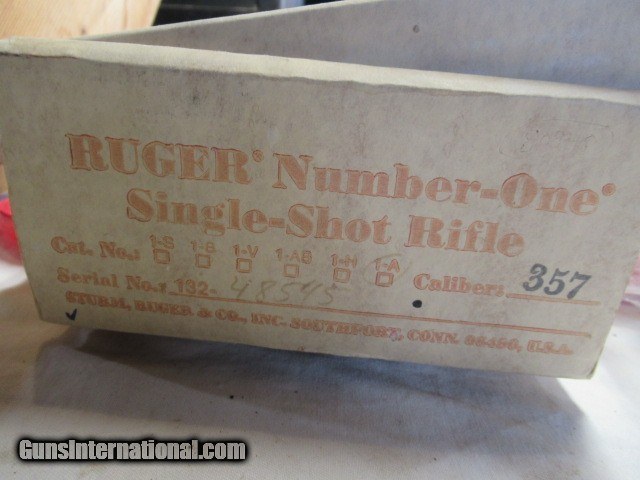 RUGER® Number-One®
Single-Shot Rifle
Cat. No.: 1-S 1-B 1-V 1-AB 1-H 1-A Caliber: 357
Serial No.: 132- 48545
STURM, RUGER & CO., INC. SOUTHPORT, CONN. 06490, U.S.A.
GunsInternational.com